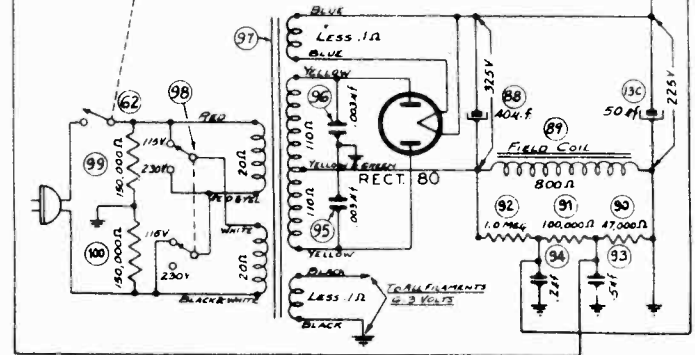 BLUE
97
LESS .1Ω
BLUE
YELLOW
325V
88
40μf.
13C
50μf
225V
62
98
RED
96
.003μf
115V
99
150,000Ω
230V
20Ω
110Ω
YELLOW & GREEN
RECT. 80
89
FIELD COIL
800Ω
RED & YEL
WHITE
110Ω
.003μf
95
92
91
90
1.0 MEG
100,000Ω
47,000Ω
115V
100
150,000Ω
20Ω
YELLOW
94
93
230V
BLACK
.2μf
.5μf
BLACK & WHITE
LESS .1Ω
TO ALL FILAMENTS
6.3 VOLTS
BLACK